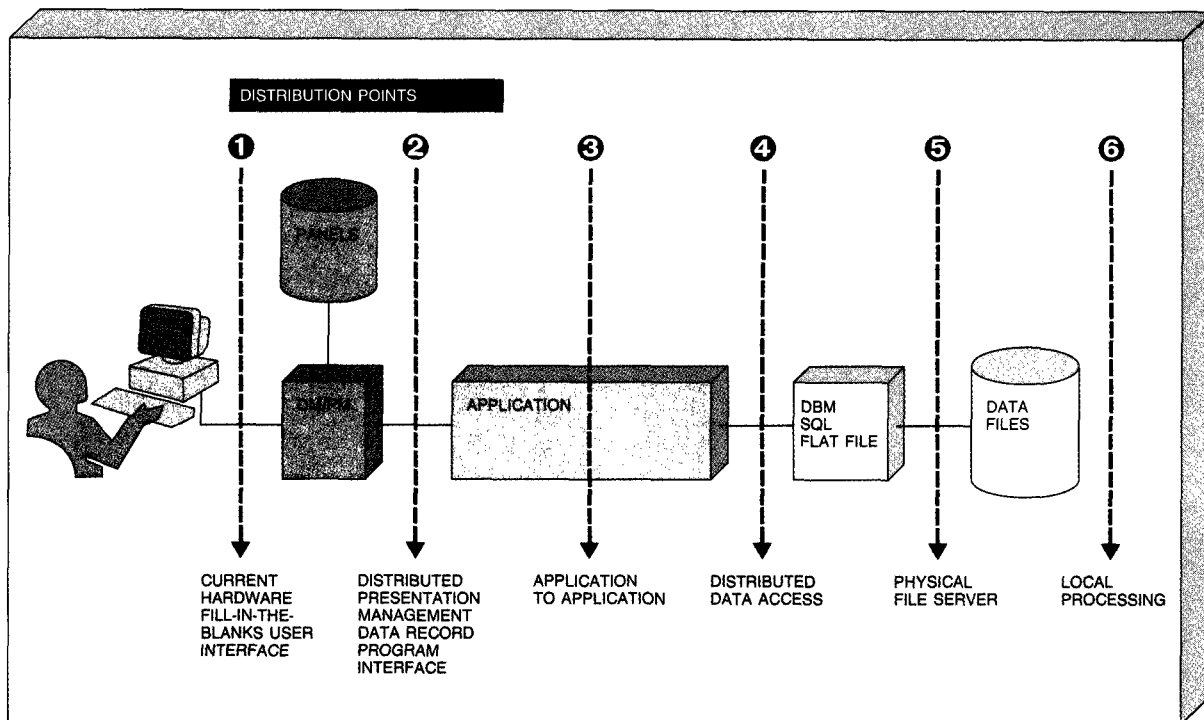 DISTRIBUTION POINTS
1
2
3
4
5
6
PANELS
APPLICATION
DBM
SQL
FLAT FILE
DATA
FILES
CURRENT
HARDWARE
FILL-IN-THE-
BLANKS USER
INTERFACE
DISTRIBUTED
PRESENTATION
MANAGEMENT
DATA RECORD
PROGRAM
INTERFACE
APPLICATION
TO APPLICATION
DISTRIBUTED
DATA ACCESS
PHYSICAL
FILE SERVER
LOCAL
PROCESSING